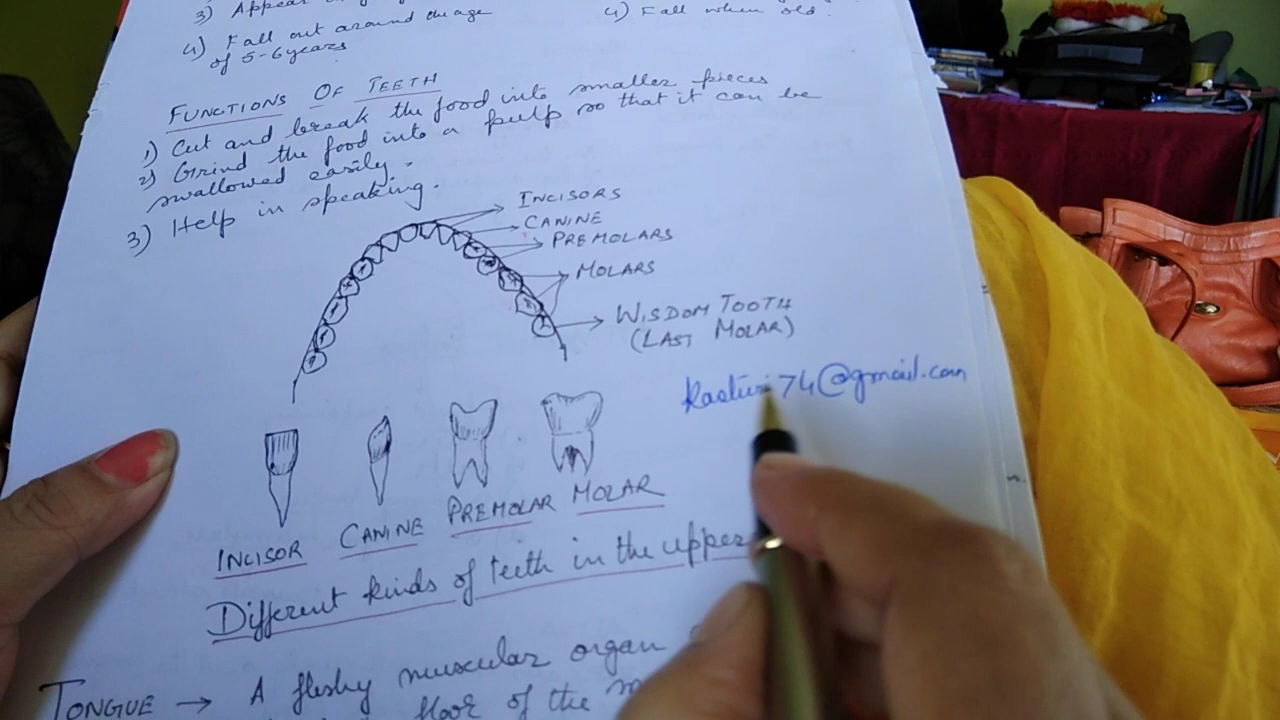 3) Appear
4) Fall when old.
4) Fall out around the age
of 5-6 years
FUNCTIONS OF TEETH
1) Cut and break the food into smaller pieces
2) Grind the food into a pulp so that it can be
swallowed easily.
3) Help in speaking.
INCISORS
CANINE
PREMOLARS
MOLARS
WISDOM TOOTH
(LAST MOLAR)
74@gmail.com
INCISOR CANINE PREMOLAR MOLAR
Different kinds of teeth in the upper
TONGUE → A fleshy muscular organ
floor of the